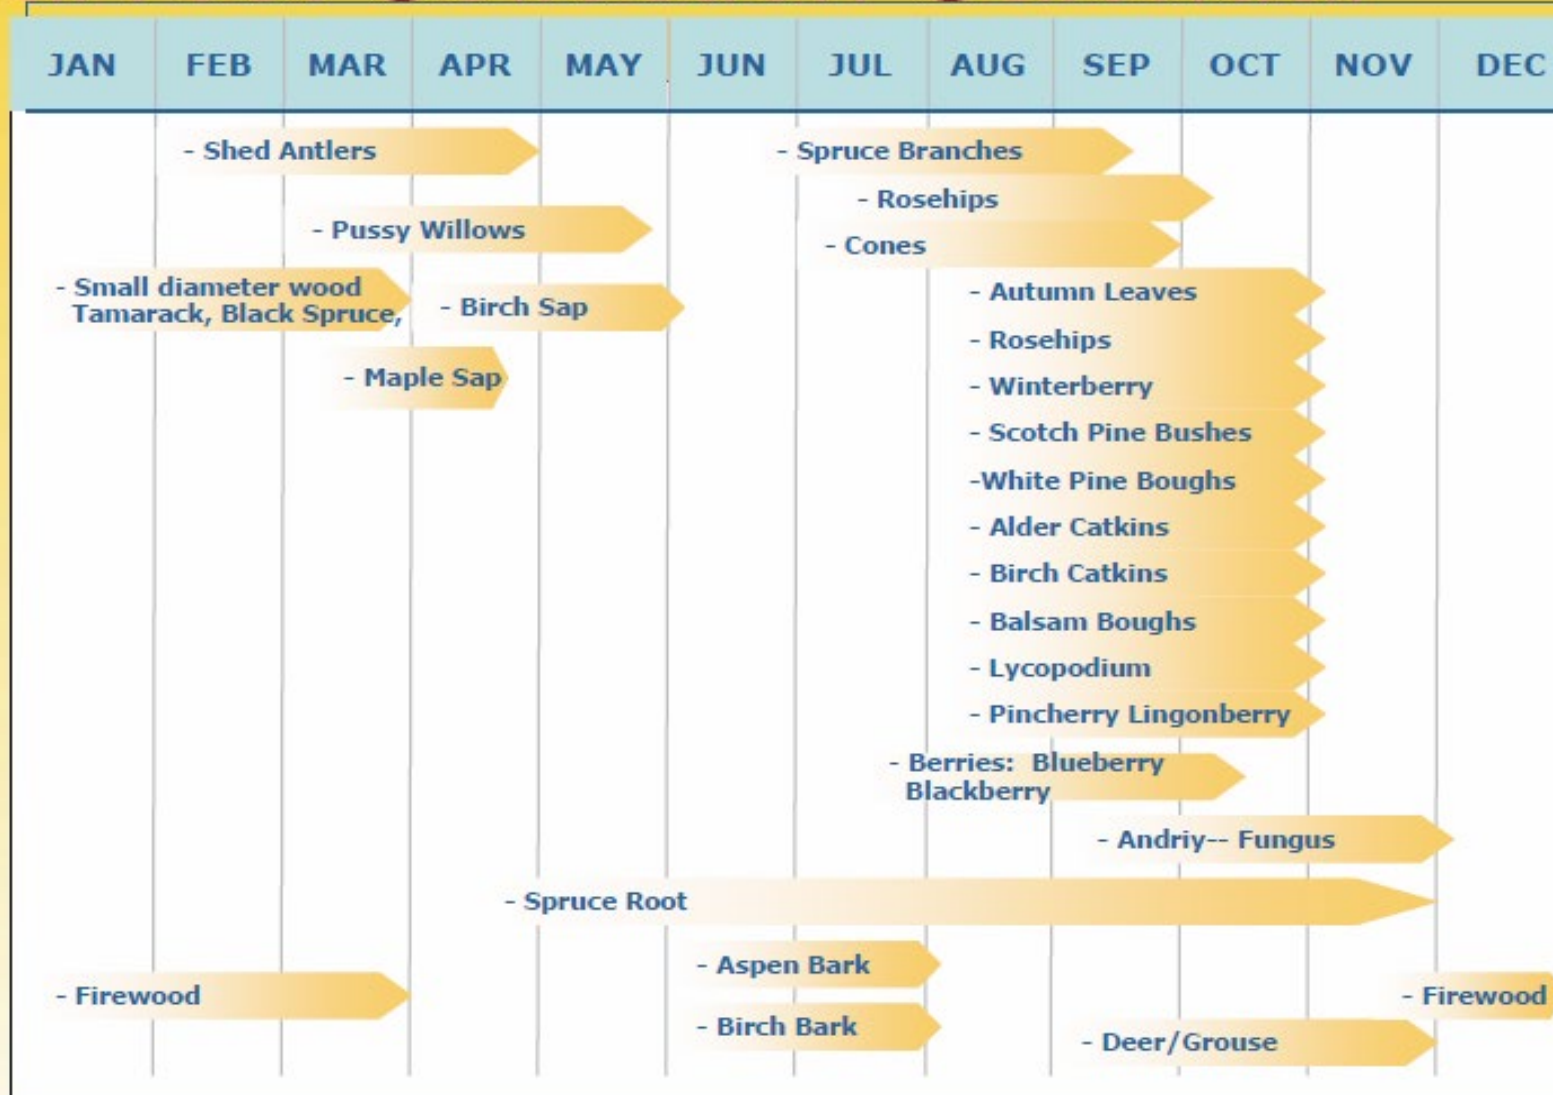 JAN FEB MAR APR MAY JUN JUL AUG SEP OCT NOV DEC
- Shed Antlers
- Spruce Branches
- Rosehips
- Pussy Willows
- Cones
- Small diameter wood
Tamarack, Black Spruce,
- Birch Sap
- Autumn Leaves
- Rosehips
- Maple Sap
- Winterberry
- Scotch Pine Bushes
-White Pine Boughs
- Alder Catkins
- Birch Catkins
- Balsam Boughs
- Lycopodium
- Pincherry Lingonberry
- Berries: Blueberry
Blackberry
- Andriy-- Fungus
- Spruce Root
- Aspen Bark
- Firewood
- Firewood
- Birch Bark
- Deer/Grouse